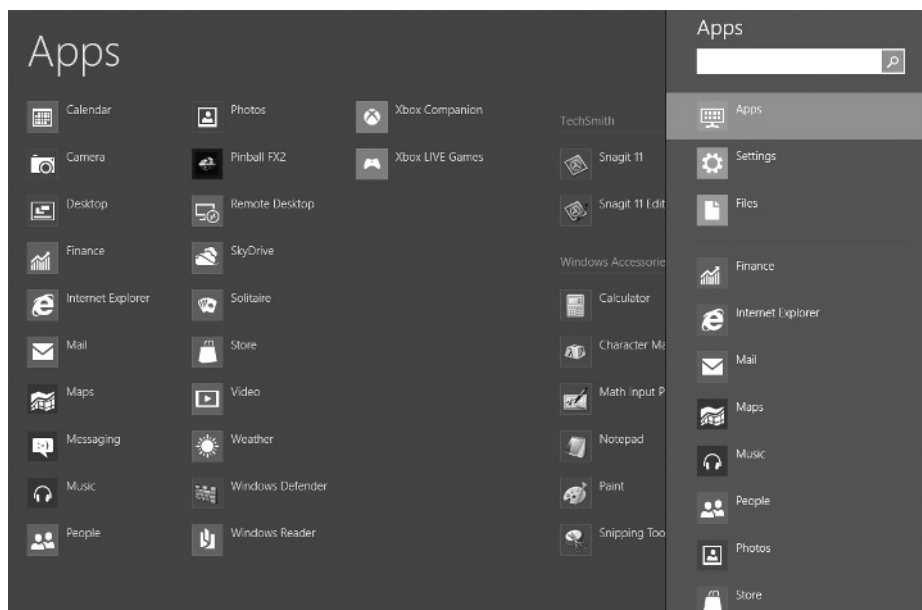 Apps
Calendar
Camera
Desktop
Finance
Internet Explorer
Mail
Maps
Messaging
Music
People
Photos
Pinball FX2
Remote Desktop
SkyDrive
Solitaire
Store
Video
Weather
Windows Defender
Windows Reader
Xbox Companion
Xbox LIVE Games
TechSmith
Snagit 11
Snagit 11 Edit
Windows Accessorie
Calculator
Character Ma
Math Input P
Notepad
Paint
Snipping Too
Apps
Apps
Settings
Files
Finance
Internet Explorer
Mail
Maps
Music
People
Photos
Store